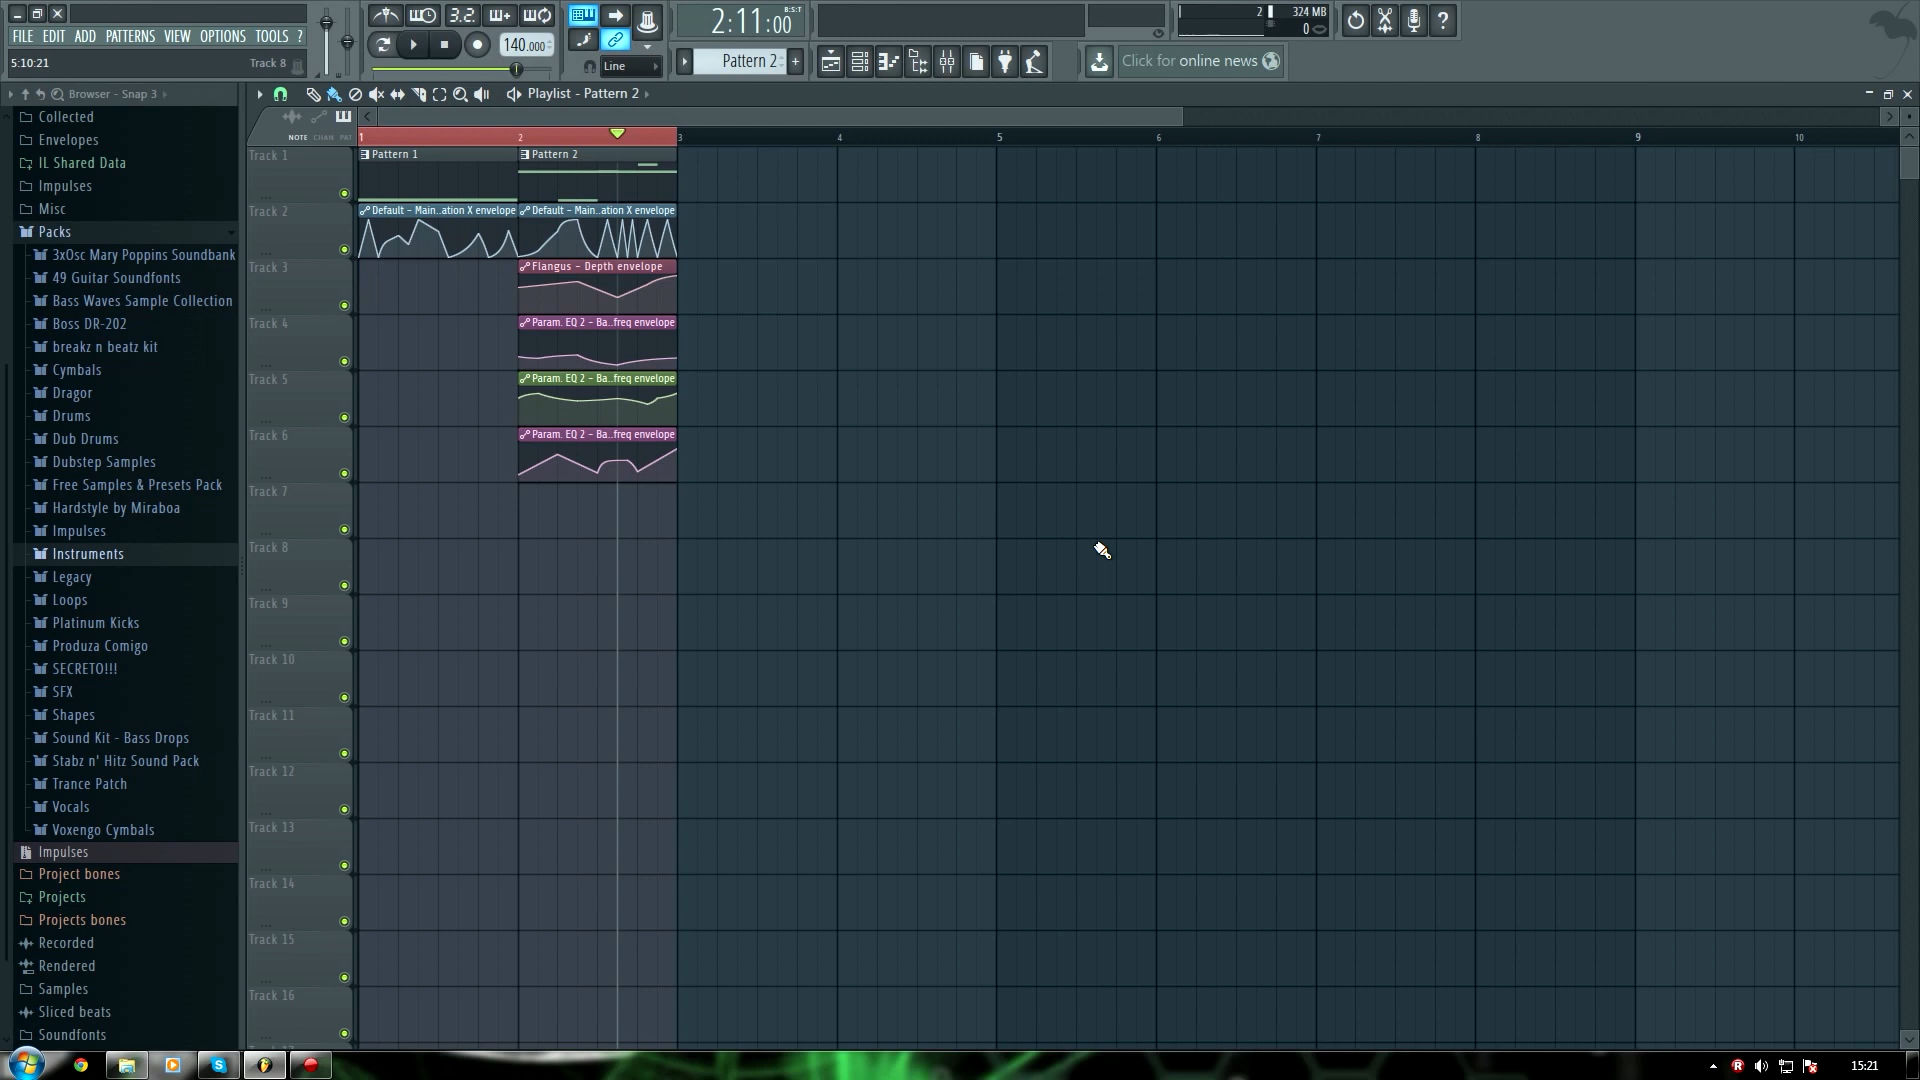 FILE EDIT ADD PATTERNS VIEW OPTIONS TOOLS ?
5:10:21 Track 8
3.2.
140.000
Line
2:11:00
B:S:T
Pattern 2
+
2 324 MB
0
?
Click for online news
Browser - Snap 3
Playlist - Pattern 2
NOTE CHAN PAT
1 2 3 4 5 6 7 8 9 10
Collected
Envelopes
IL Shared Data
Impulses
Misc
Packs
3xOsc Mary Poppins Soundbank
49 Guitar Soundfonts
Bass Waves Sample Collection
Boss DR-202
breakz n beatz kit
Cymbals
Dragor
Drums
Dub Drums
Dubstep Samples
Free Samples & Presets Pack
Hardstyle by Miraboa
Impulses
Instruments
Legacy
Loops
Platinum Kicks
Produza Comigo
SECRETO!!!
SFX
Shapes
Sound Kit - Bass Drops
Stabz n' Hitz Sound Pack
Trance Patch
Vocals
Voxengo Cymbals
Impulses
Project bones
Projects
Projects bones
Recorded
Rendered
Samples
Sliced beats
Soundfonts
Track 1
Pattern 1 Pattern 2
Track 2
Default - Main..ation X envelope Default - Main..ation X envelope
Track 3
Flangus - Depth envelope
Track 4
Param. EQ 2 - Ba..freq envelope
Track 5
Param. EQ 2 - Ba..freq envelope
Track 6
Param. EQ 2 - Ba..freq envelope
Track 7
Track 8
Track 9
Track 10
Track 11
Track 12
Track 13
Track 14
Track 15
Track 16
15:21